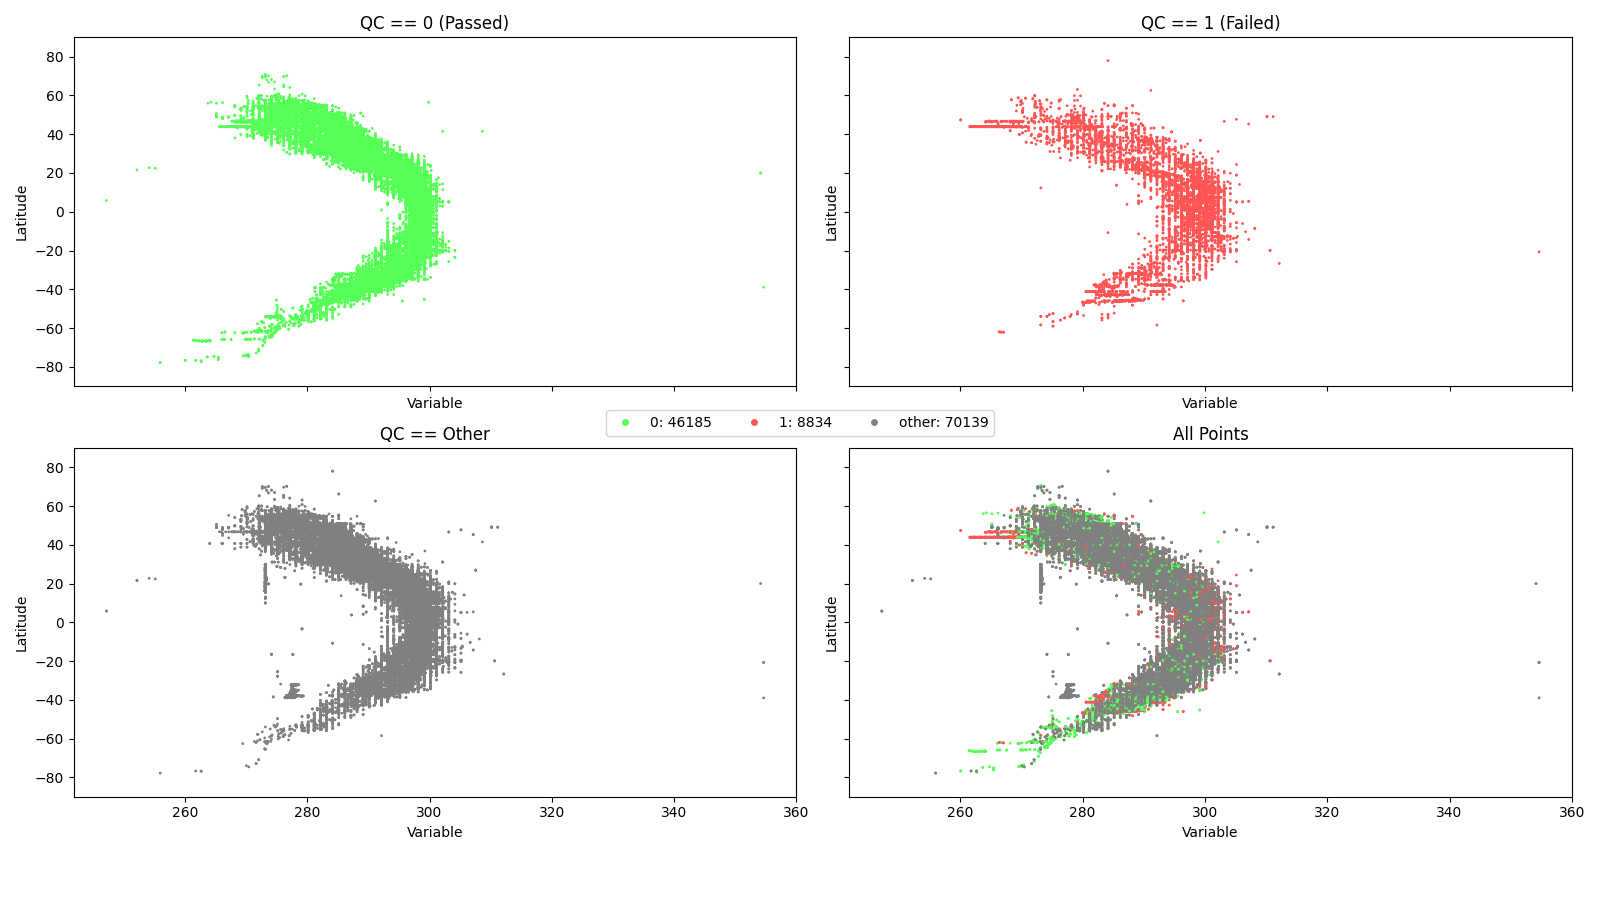 QC == 0 (Passed)
QC == 1 (Failed)
80
60
40
20
0
−20
−40
−60
−80
Latitude
Latitude
Variable
Variable
0: 46185 1: 8834 other: 70139
QC == Other
All Points
80
60
40
20
0
−20
−40
−60
−80
Latitude
Latitude
260 280 300 320 340 360
260 280 300 320 340 360
Variable
Variable